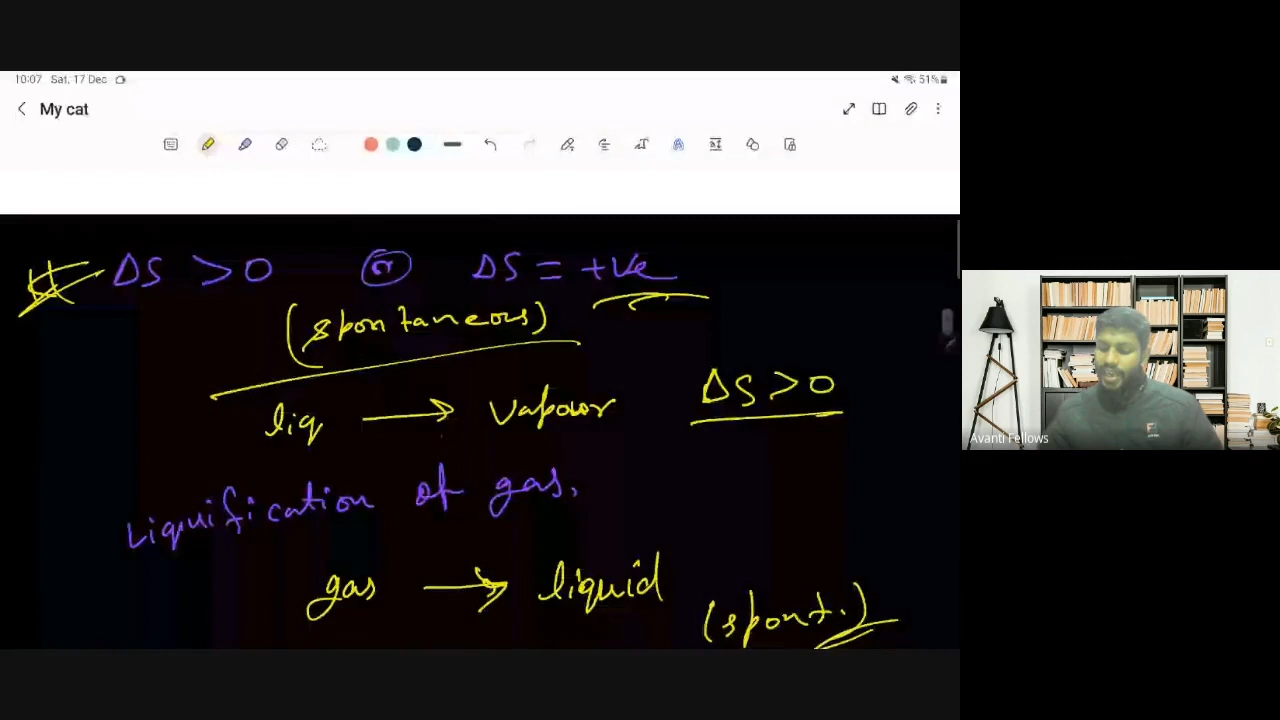 10:07 Sat, 17 Dec 51%
My cat
ΔS > 0 or ΔS = +ve
(spontaneous)
liq → vapour ΔS > 0
Liquification of gas,
gas → liquid
(spont.)
Avanti Fellows